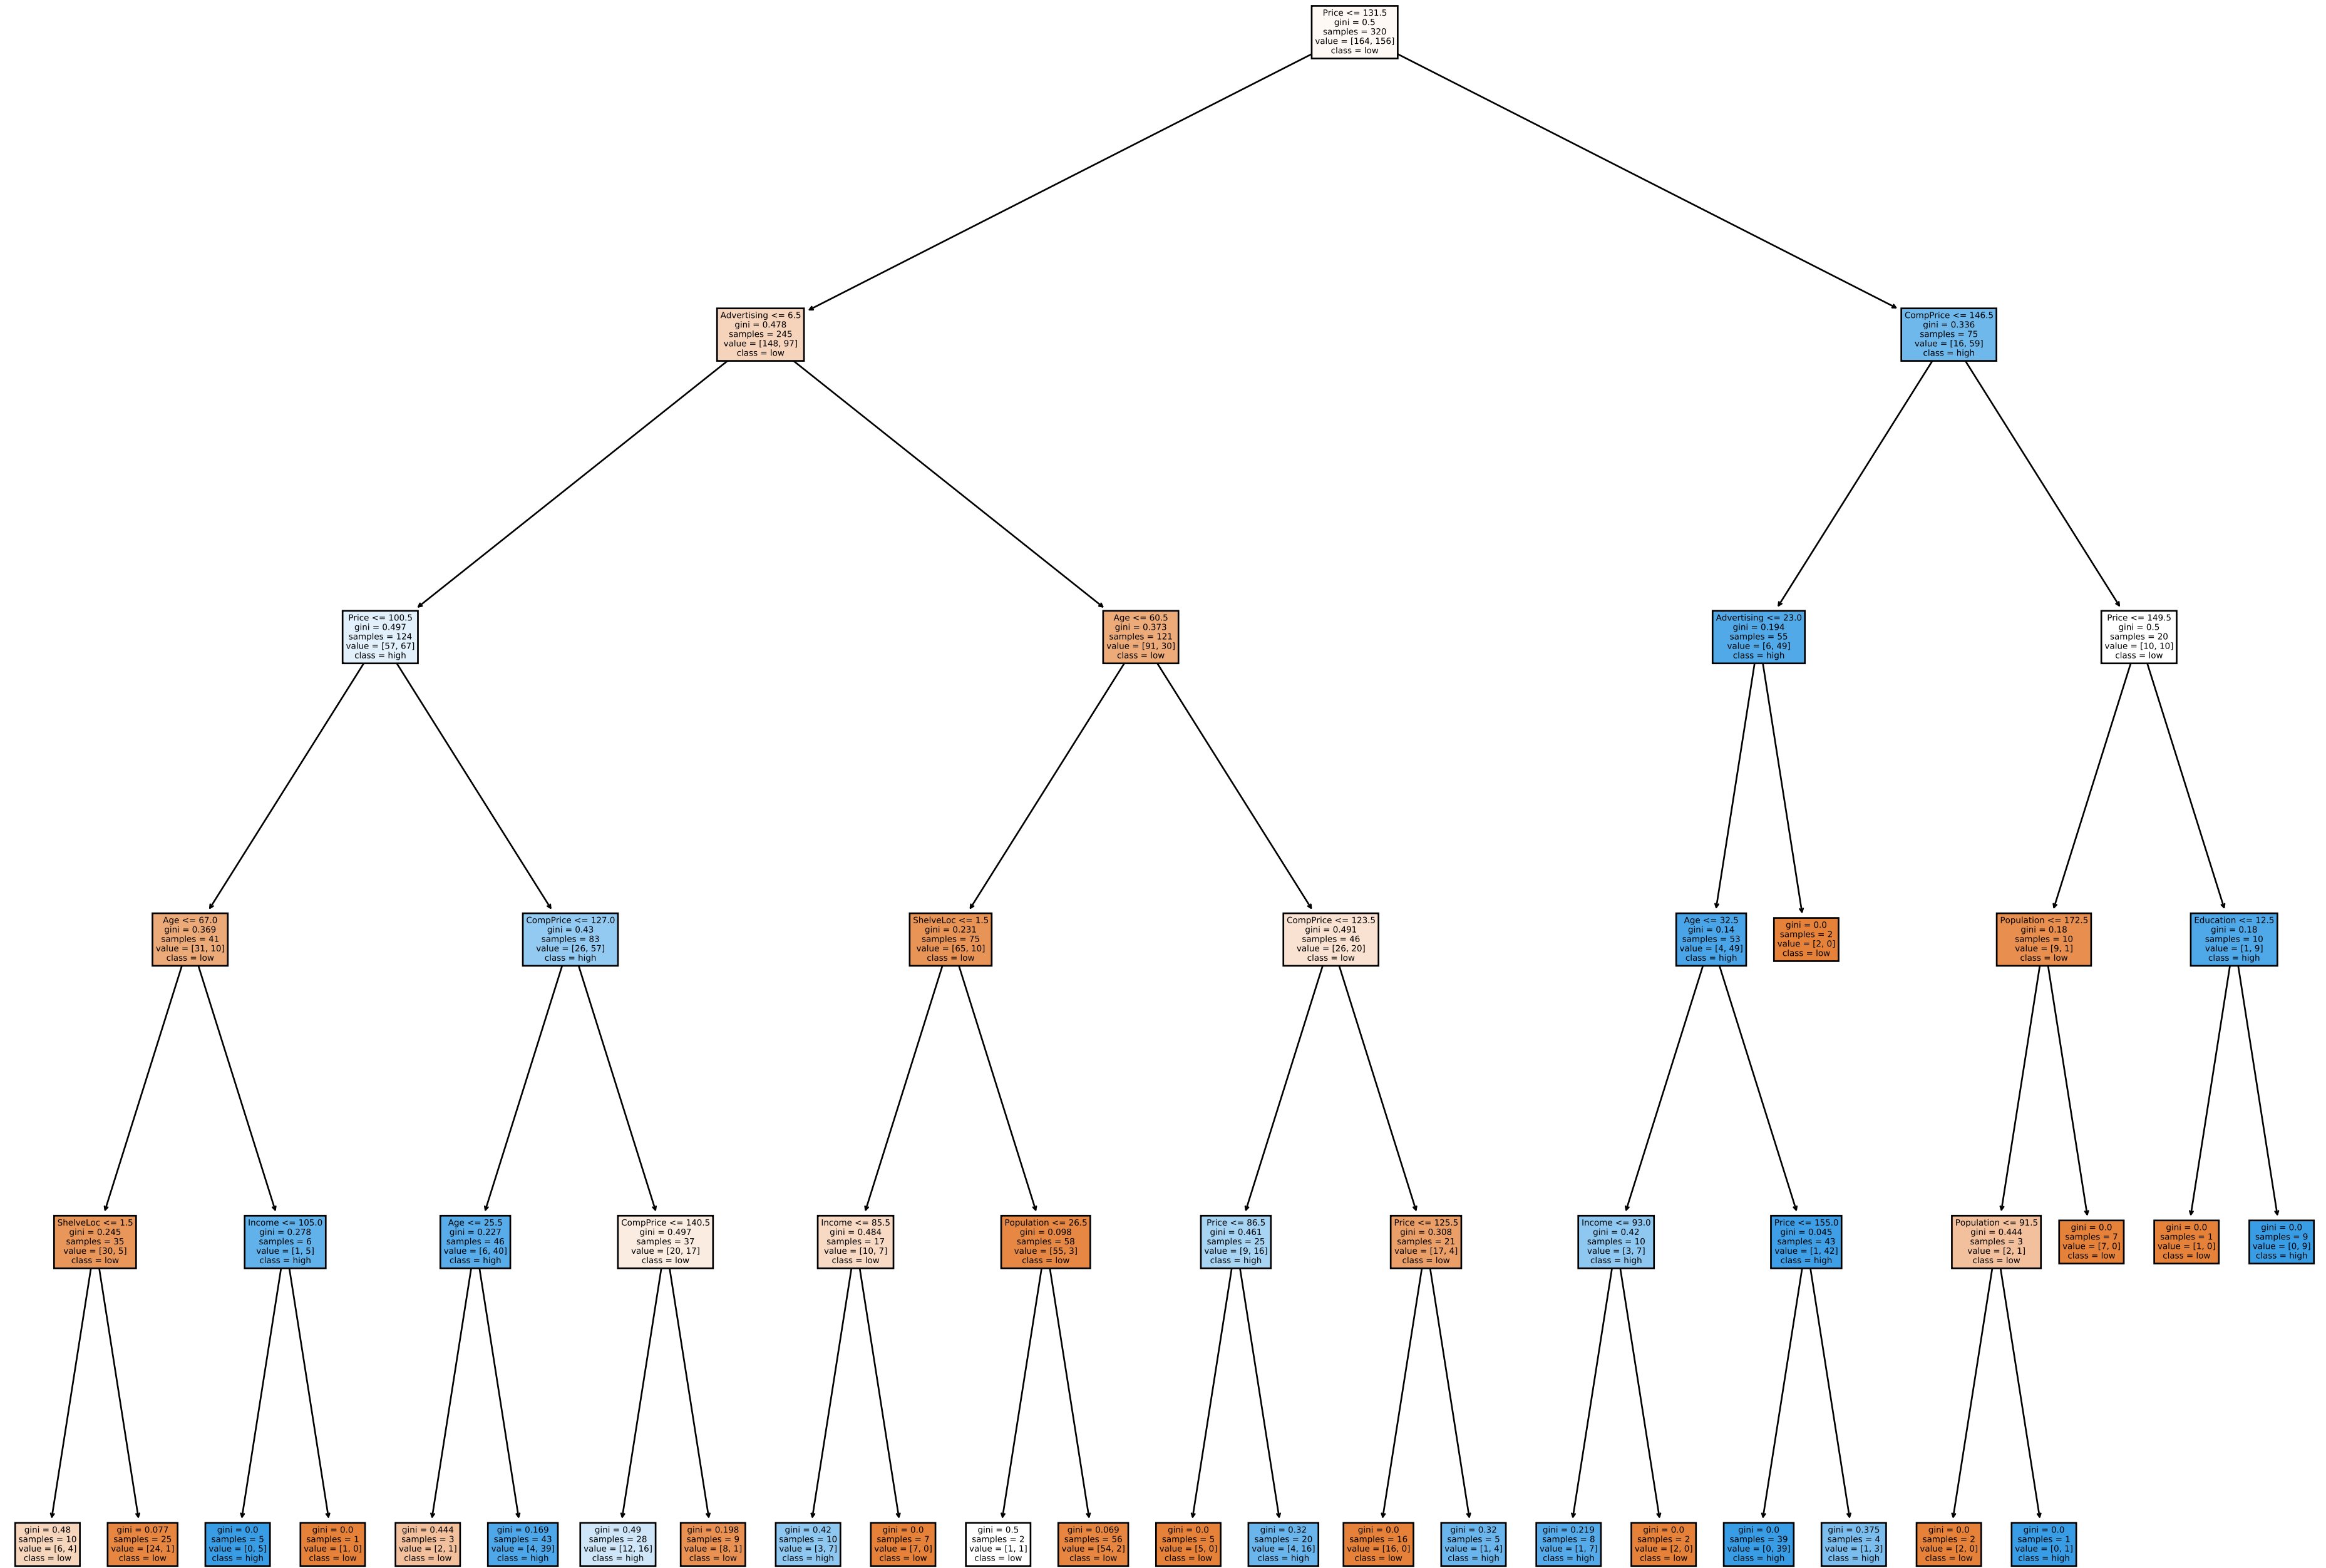 Price <= 131.5
gini = 0.5
samples = 320
value = [164, 156]
class = low
Advertising <= 6.5
gini = 0.478
samples = 245
value = [148, 97]
class = low
CompPrice <= 146.5
gini = 0.336
samples = 75
value = [16, 59]
class = high
Price <= 100.5
gini = 0.497
samples = 124
value = [57, 67]
class = high
Age <= 60.5
gini = 0.373
samples = 121
value = [91, 30]
class = low
Advertising <= 23.0
gini = 0.194
samples = 55
value = [6, 49]
class = high
Price <= 149.5
gini = 0.5
samples = 20
value = [10, 10]
class = low
Age <= 67.0
gini = 0.369
samples = 41
value = [31, 10]
class = low
CompPrice <= 127.0
gini = 0.43
samples = 83
value = [26, 57]
class = high
ShelveLoc <= 1.5
gini = 0.231
samples = 75
value = [65, 10]
class = low
CompPrice <= 123.5
gini = 0.491
samples = 46
value = [26, 20]
class = low
Age <= 32.5
gini = 0.14
samples = 53
value = [4, 49]
class = high
gini = 0.0
samples = 2
value = [2, 0]
class = low
Population <= 172.5
gini = 0.18
samples = 10
value = [9, 1]
class = low
Education <= 12.5
gini = 0.18
samples = 10
value = [1, 9]
class = high
ShelveLoc <= 1.5
gini = 0.245
samples = 35
value = [30, 5]
class = low
Income <= 105.0
gini = 0.278
samples = 6
value = [1, 5]
class = high
Age <= 25.5
gini = 0.227
samples = 46
value = [6, 40]
class = high
CompPrice <= 140.5
gini = 0.497
samples = 37
value = [20, 17]
class = low
Income <= 85.5
gini = 0.484
samples = 17
value = [10, 7]
class = low
Population <= 26.5
gini = 0.098
samples = 58
value = [55, 3]
class = low
Price <= 86.5
gini = 0.461
samples = 25
value = [9, 16]
class = high
Price <= 125.5
gini = 0.308
samples = 21
value = [17, 4]
class = low
Income <= 93.0
gini = 0.42
samples = 10
value = [3, 7]
class = high
Price <= 155.0
gini = 0.045
samples = 43
value = [1, 42]
class = high
Population <= 91.5
gini = 0.444
samples = 3
value = [2, 1]
class = low
gini = 0.0
samples = 7
value = [7, 0]
class = low
gini = 0.0
samples = 1
value = [1, 0]
class = low
gini = 0.0
samples = 9
value = [0, 9]
class = high
gini = 0.48
samples = 10
value = [6, 4]
class = low
gini = 0.077
samples = 25
value = [24, 1]
class = low
gini = 0.0
samples = 5
value = [0, 5]
class = high
gini = 0.0
samples = 1
value = [1, 0]
class = low
gini = 0.444
samples = 3
value = [2, 1]
class = low
gini = 0.169
samples = 43
value = [4, 39]
class = high
gini = 0.49
samples = 28
value = [12, 16]
class = high
gini = 0.198
samples = 9
value = [8, 1]
class = low
gini = 0.42
samples = 10
value = [3, 7]
class = high
gini = 0.0
samples = 7
value = [7, 0]
class = low
gini = 0.5
samples = 2
value = [1, 1]
class = low
gini = 0.069
samples = 56
value = [54, 2]
class = low
gini = 0.0
samples = 5
value = [5, 0]
class = low
gini = 0.32
samples = 20
value = [4, 16]
class = high
gini = 0.0
samples = 16
value = [16, 0]
class = low
gini = 0.32
samples = 5
value = [1, 4]
class = high
gini = 0.219
samples = 8
value = [1, 7]
class = high
gini = 0.0
samples = 2
value = [2, 0]
class = low
gini = 0.0
samples = 39
value = [0, 39]
class = high
gini = 0.375
samples = 4
value = [1, 3]
class = high
gini = 0.0
samples = 2
value = [2, 0]
class = low
gini = 0.0
samples = 1
value = [0, 1]
class = high